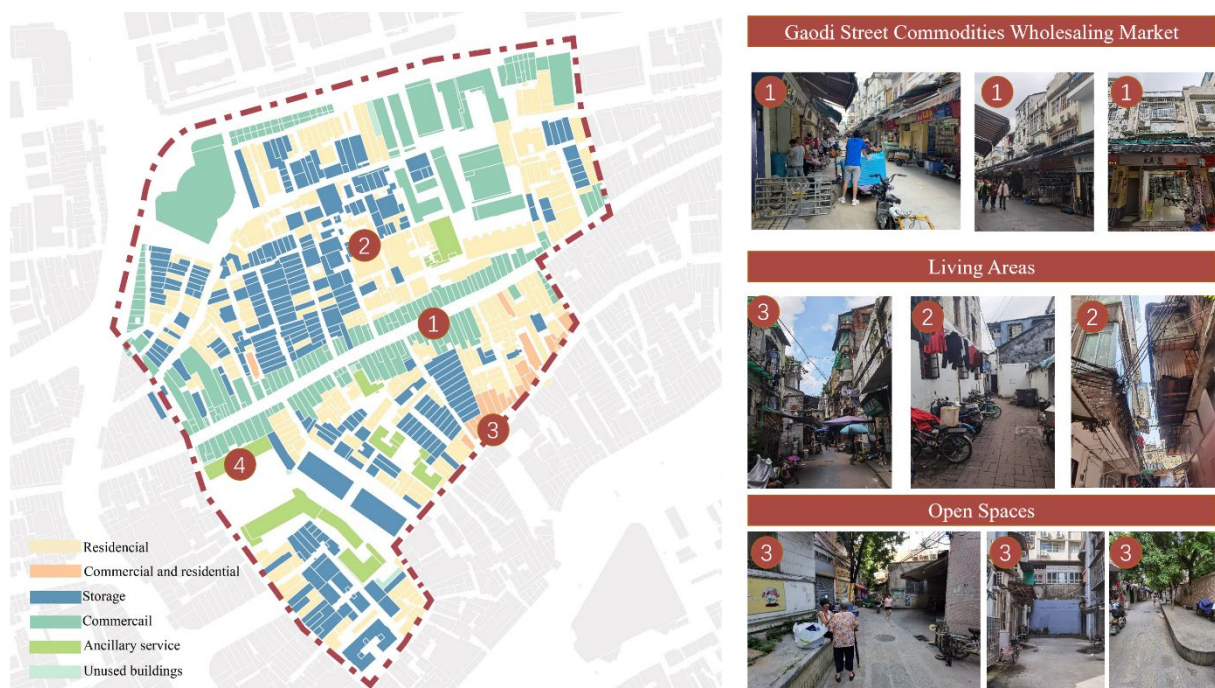 Gaodi Street Commodities Wholesaling Market
1
1
1
2
1
3
4
Living Areas
3
2
2
Open Spaces
3
3
3
Residencial
Commercial and residential
Storage
Commercail
Ancillary service
Unused buildings